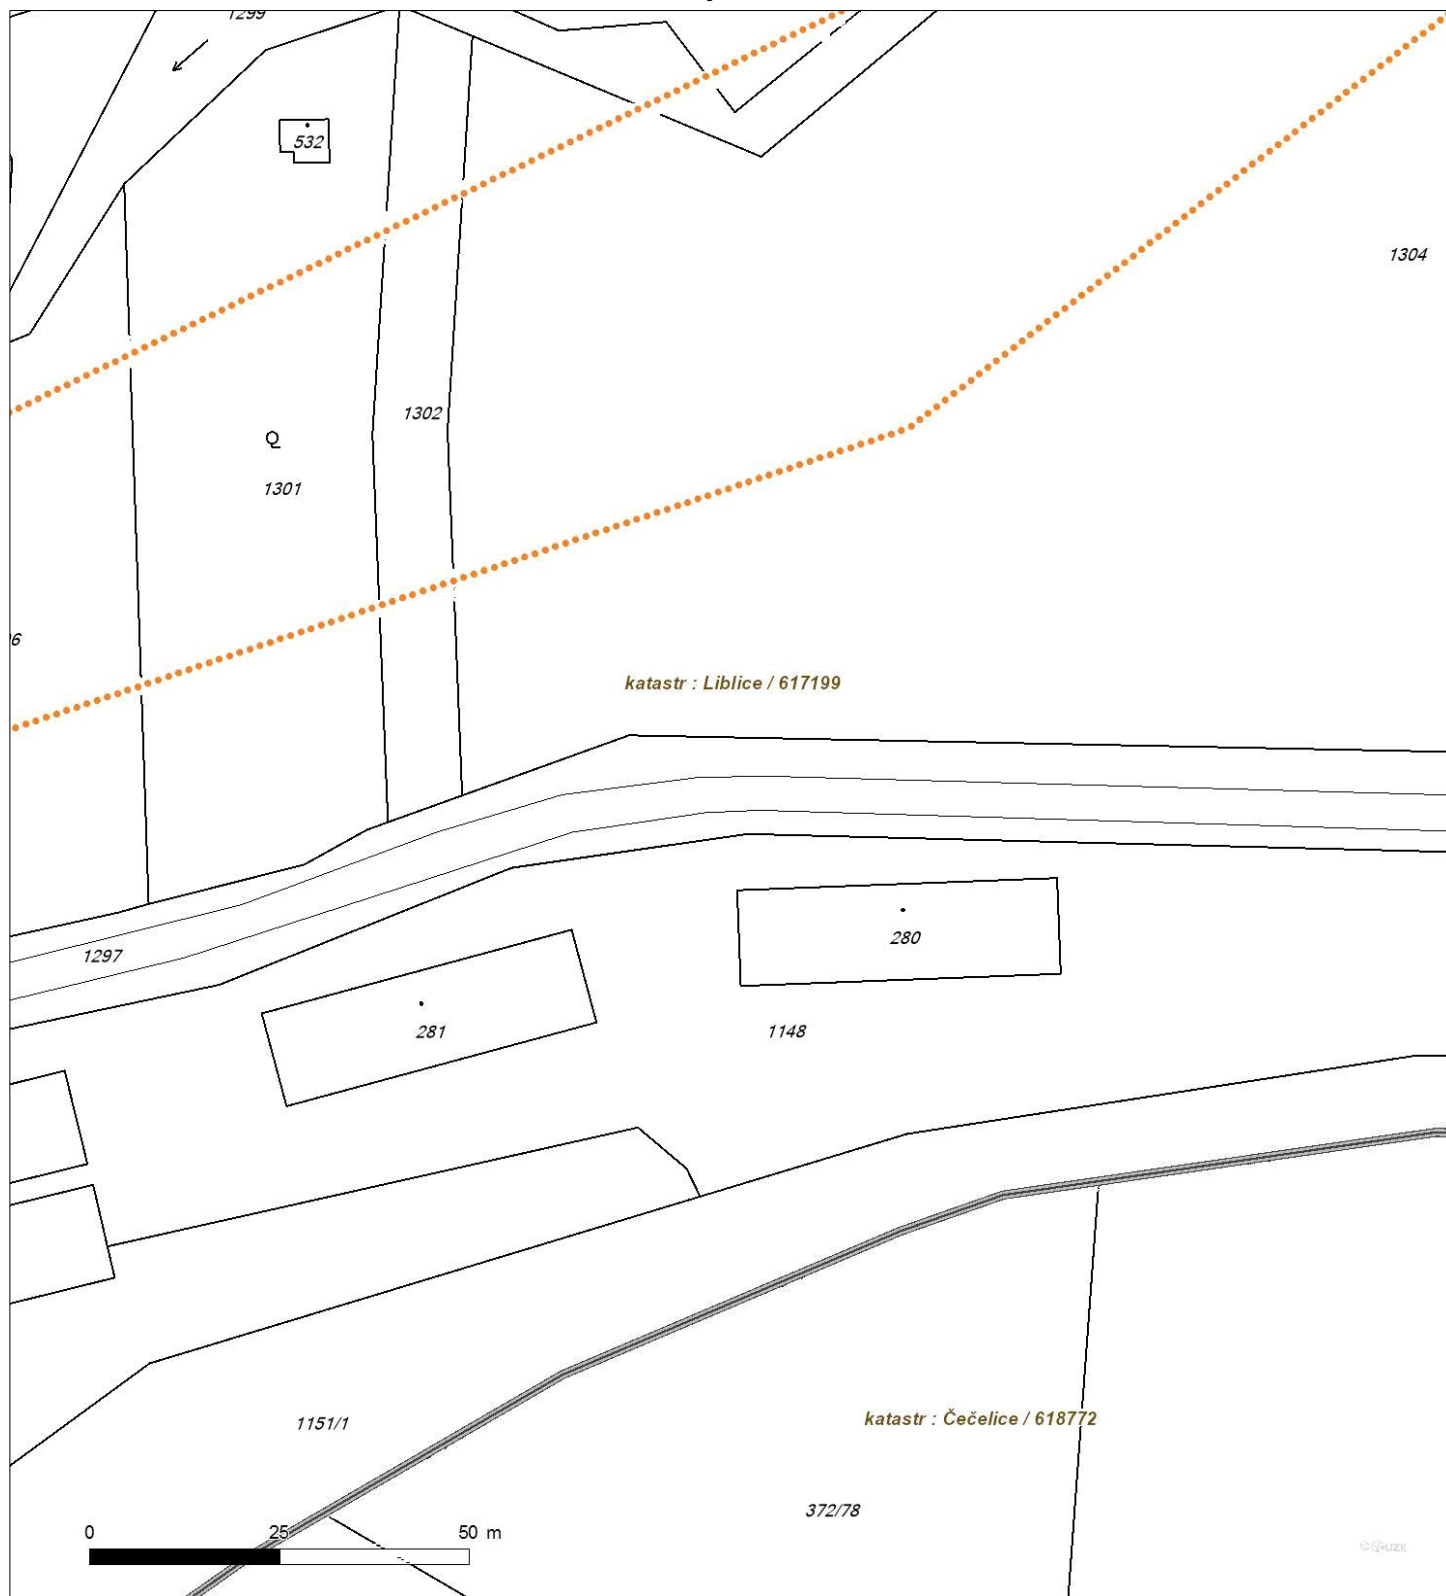 1299
532
1304
1302
Q
1301
katastr : Liblice / 617199
1297
280
281
1148
katastr : Čečelice / 618772
1151/1
372/78
0 25 50 m